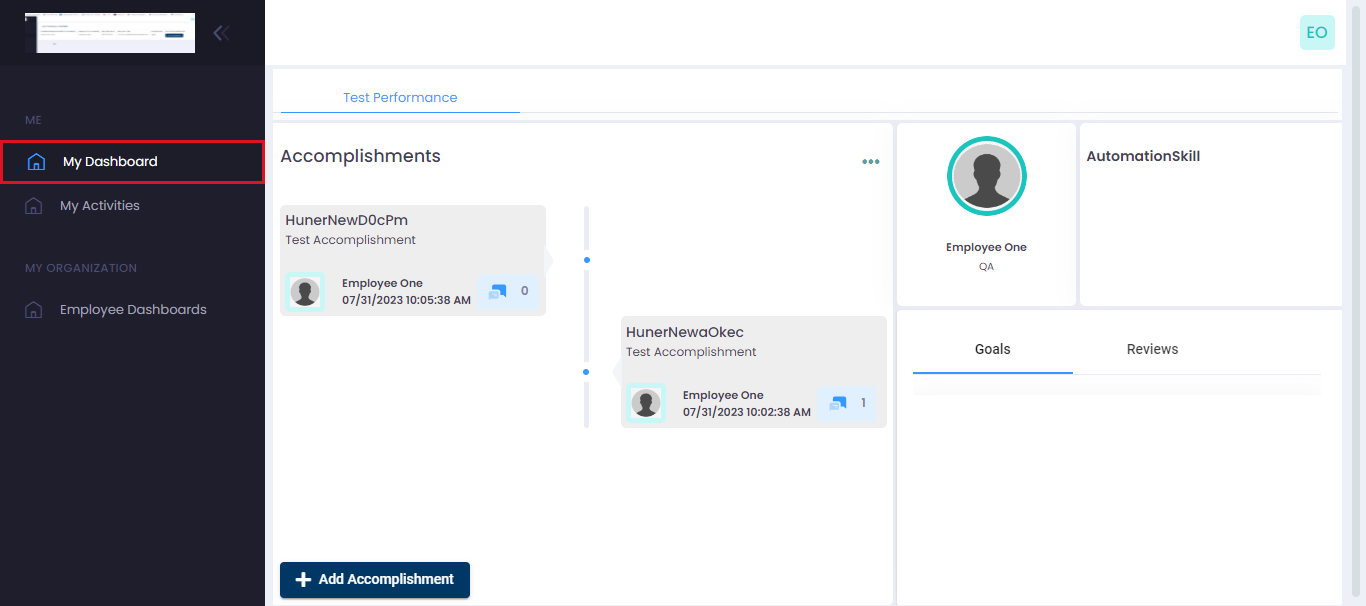 EO
ME
My Dashboard
My Activities
MY ORGANIZATION
Employee Dashboards
Test Performance
Accomplishments
HunerNewD0cPm
Test Accomplishment
Employee One
07/31/2023 10:05:38 AM
0
HunerNewaOkec
Test Accomplishment
Employee One
07/31/2023 10:02:38 AM
1
Add Accomplishment
Employee One
QA
AutomationSkill
Goals
Reviews